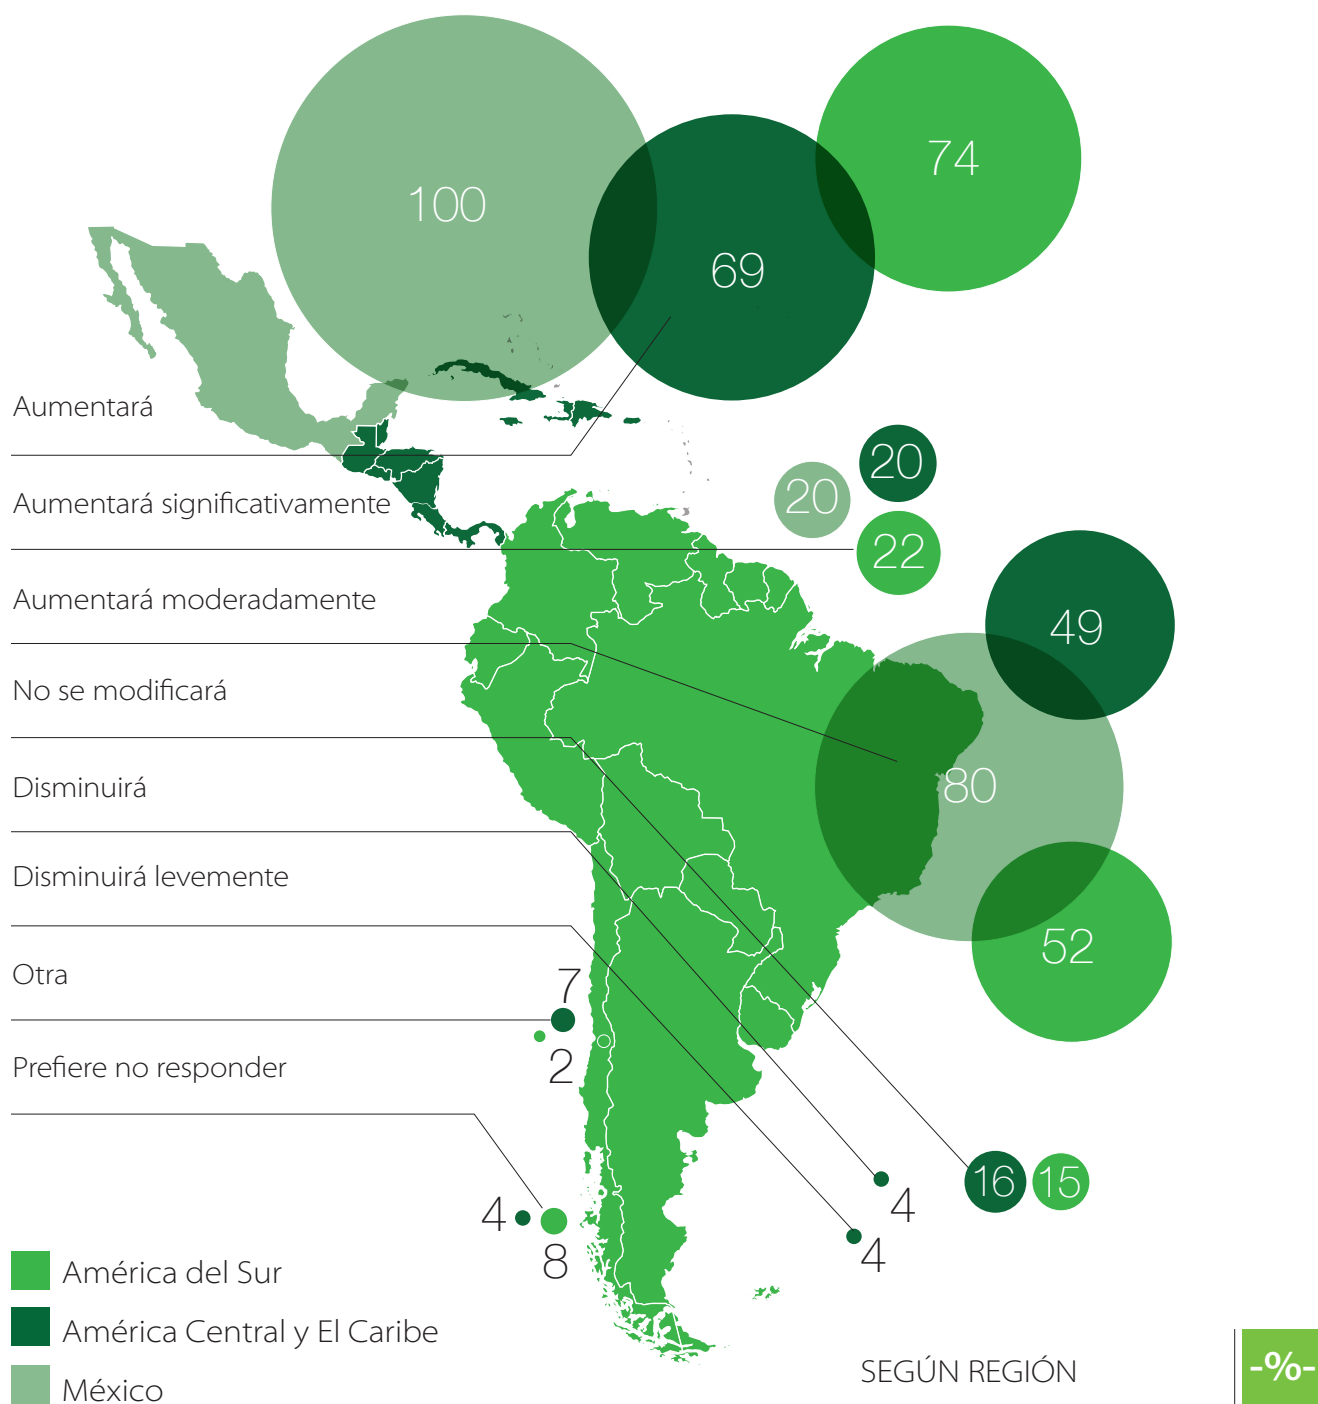 100
69
74
Aumentará
20
20
22
Aumentará significativamente
Aumentará moderadamente
49
80
52
No se modificará
Disminuirá
Disminuirá levemente
Otra
7
2
Prefiere no responder
16
15
4
4
4
8
América del Sur
América Central y El Caribe
México
SEGÚN REGIÓN
-%-